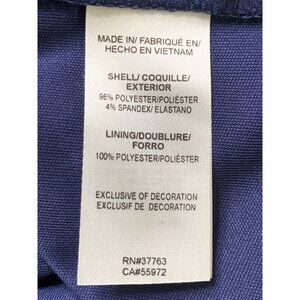 MADE IN/ FABRIQUÉ EN/
HECHO EN VIETNAM
SHELL/ COQUILLE/
EXTERIOR
96% POLYESTER/POLIÉSTER
4% SPANDEX/ ELASTANO
LINING/DOUBLURE/
FORRO
100% POLYESTER/POLIÉSTER
EXCLUSIVE OF DECORATION
EXCLUSIF DE DECORATION
RN#37763
CA#55972